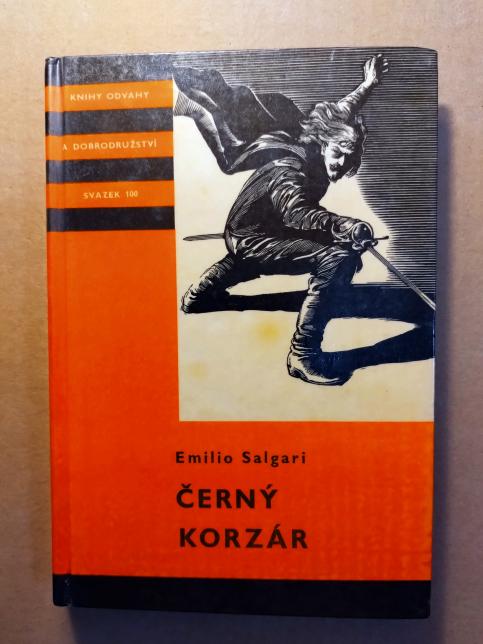 KNIHY ODVAHY
A DOBRODRUŽSTVÍ
SVAZEK 100
Emilio Salgari
ČERNÝ
KORZÁR